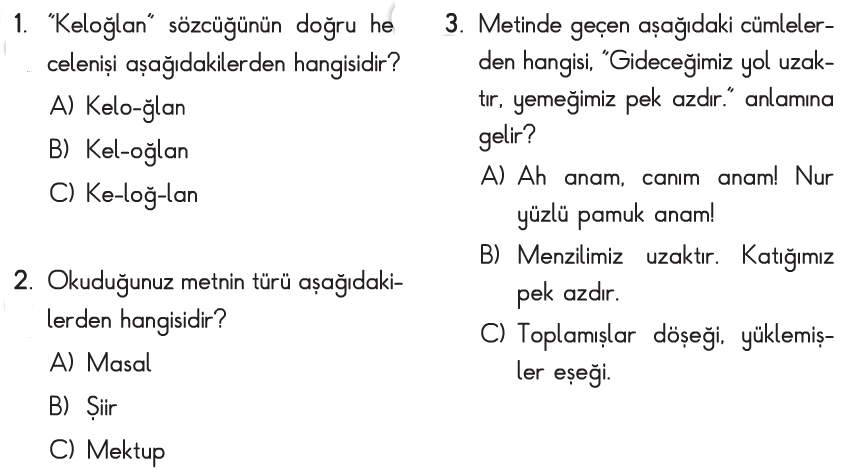 1. "Keloğlan" sözcüğünün doğru he
celenişi aşağıdakilerden hangisidir?
A) Kelo-ğlan
B) Kel-oğlan
C) Ke-loğ-lan
2. Okuduğunuz metnin türü aşağıdaki-
lerden hangisidir?
A) Masal
B) Şiir
C) Mektup
3. Metinde geçen aşağıdaki cümleler-
den hangisi, "Gideceğimiz yol uzak-
tır, yemeğimiz pek azdır." anlamına
gelir?
A) Ah anam, canım anam! Nur
yüzlü pamuk anam!
B) Menzilimiz uzaktır. Katığımız
pek azdır.
C) Toplamışlar döşeği, yüklemiş-
ler eşeği.